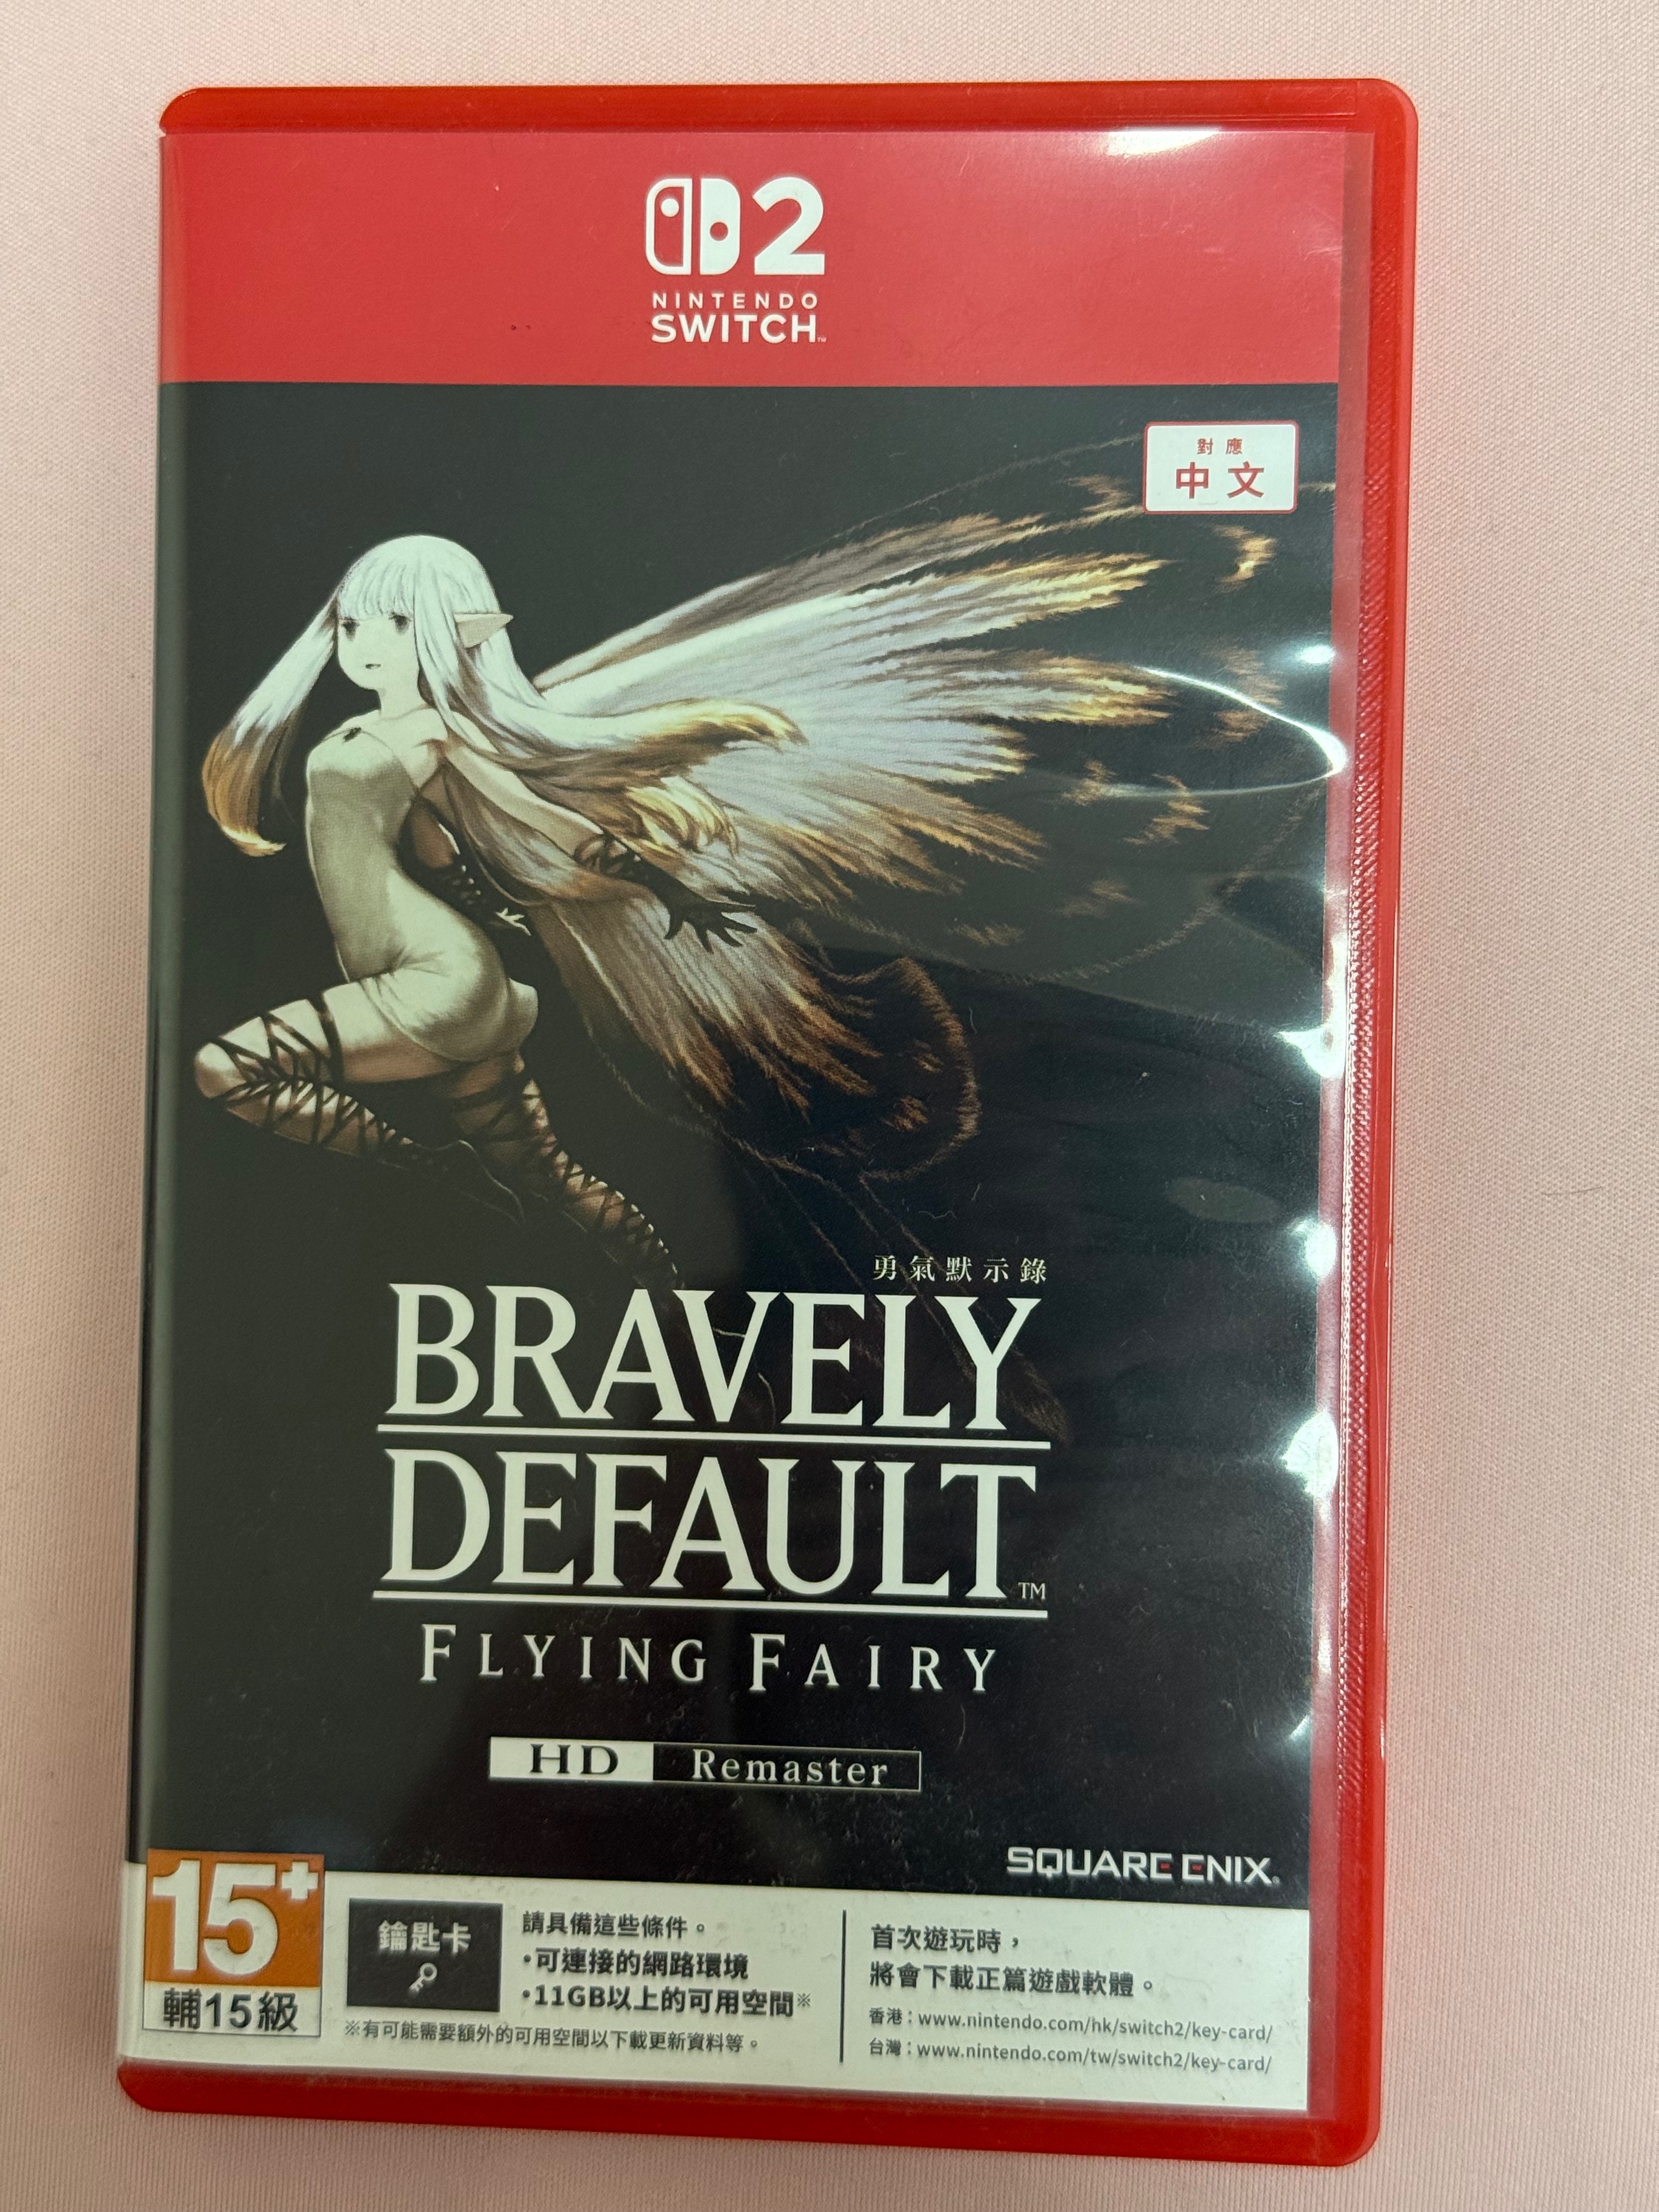 2
NINTENDO
SWITCH™
對應
中文
勇氣默示錄
BRAVELY
DEFAULT™
FLYING FAIRY
HD Remaster
SQUARE ENIX®
15+
輔15級
鑰匙卡
請具備這些條件。
•可連接的網路環境
•11GB以上的可用空間※
※有可能需要額外的可用空間以下載更新資料等。
首次遊玩時，
將會下載正篇遊戲軟體。
香港：www.nintendo.com/hk/switch2/key-card/
台灣：www.nintendo.com/tw/switch2/key-card/